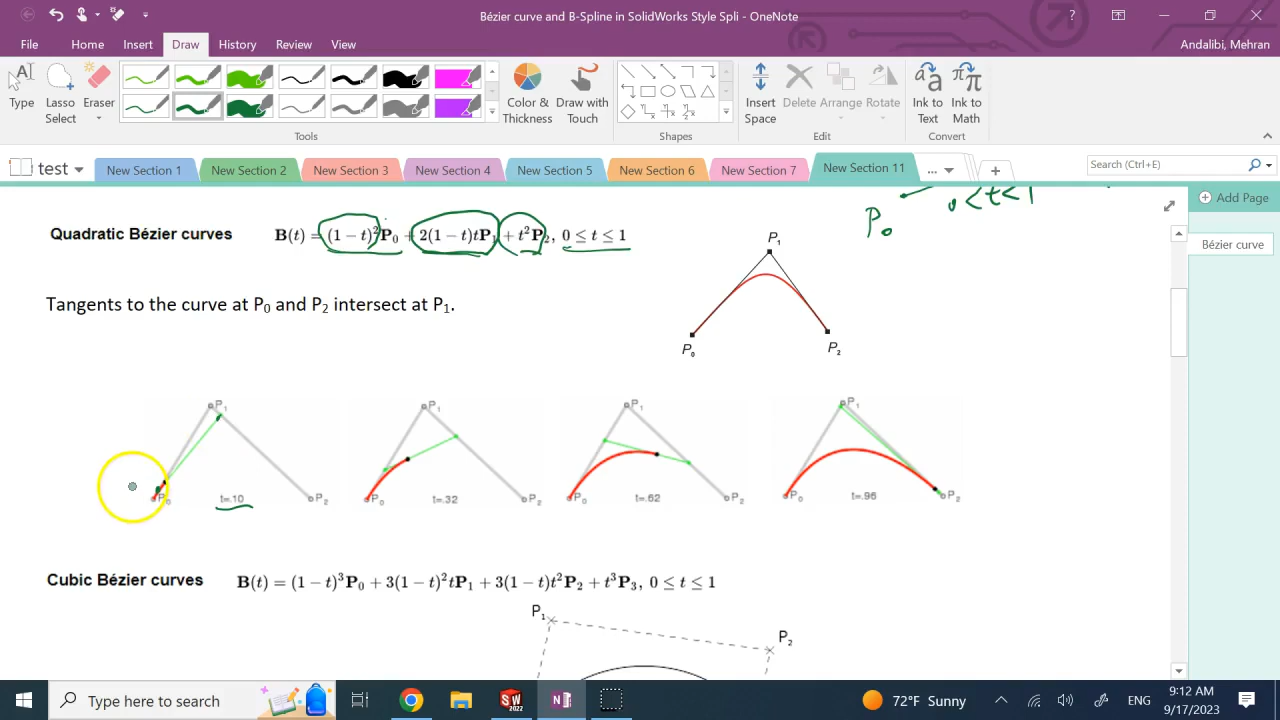 Bézier curve and B-Spline in SolidWorks Style Spli - OneNote
File Home Insert Draw History Review View
Andalibi, Mehran
Type Lasso Select Eraser
Color & Thickness Draw with Touch
Insert Space Delete Arrange Rotate
Ink to Text Ink to Math
Tools Shapes Edit Convert
test New Section 1 New Section 2 New Section 3 New Section 4 New Section 5 New Section 6 New Section 7 New Section 11 ...
Search (Ctrl+E)
Add Page
Bézier curve
P₀ 0<t<1
Quadratic Bézier curves B(t) = (1 − t)²P₀ + 2(1 − t)tP₁ + t²P₂, 0 ≤ t ≤ 1
P₁
Tangents to the curve at P₀ and P₂ intersect at P₁.
P₀ P₂
P₁ P₁ P₁ P₁
P₀ t=.10 P₂ P₀ t=.32 P₂ P₀ t=.62 P₂ P₀ t=.96 P₂
Cubic Bézier curves B(t) = (1 − t)³P₀ + 3(1 − t)²tP₁ + 3(1 − t)t²P₂ + t³P₃, 0 ≤ t ≤ 1
P₁
P₂
Type here to search
SW 2022
N
72°F Sunny
ENG
9:12 AM
9/17/2023